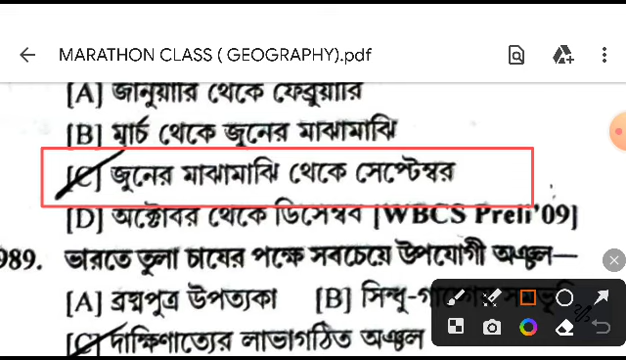 MARATHON CLASS ( GEOGRAPHY).pdf
[A] জানুয়ারি থেকে ফেব্রুয়ারি
[B] মার্চ থেকে জুনের মাঝামাঝি
[C] জুনের মাঝামাঝি থেকে সেপ্টেম্বর
[D] অক্টোবর থেকে ডিসেম্বর [WBCS Preli'09]
989. ভারতে তুলা চাষের পক্ষে সবচেয়ে উপযোগী অঞ্চল—
[A] ব্রহ্মপুত্র উপত্যকা [B] সিন্ধু-
[C] দাক্ষিণাত্যের লাভাগঠিত অঞ্চল